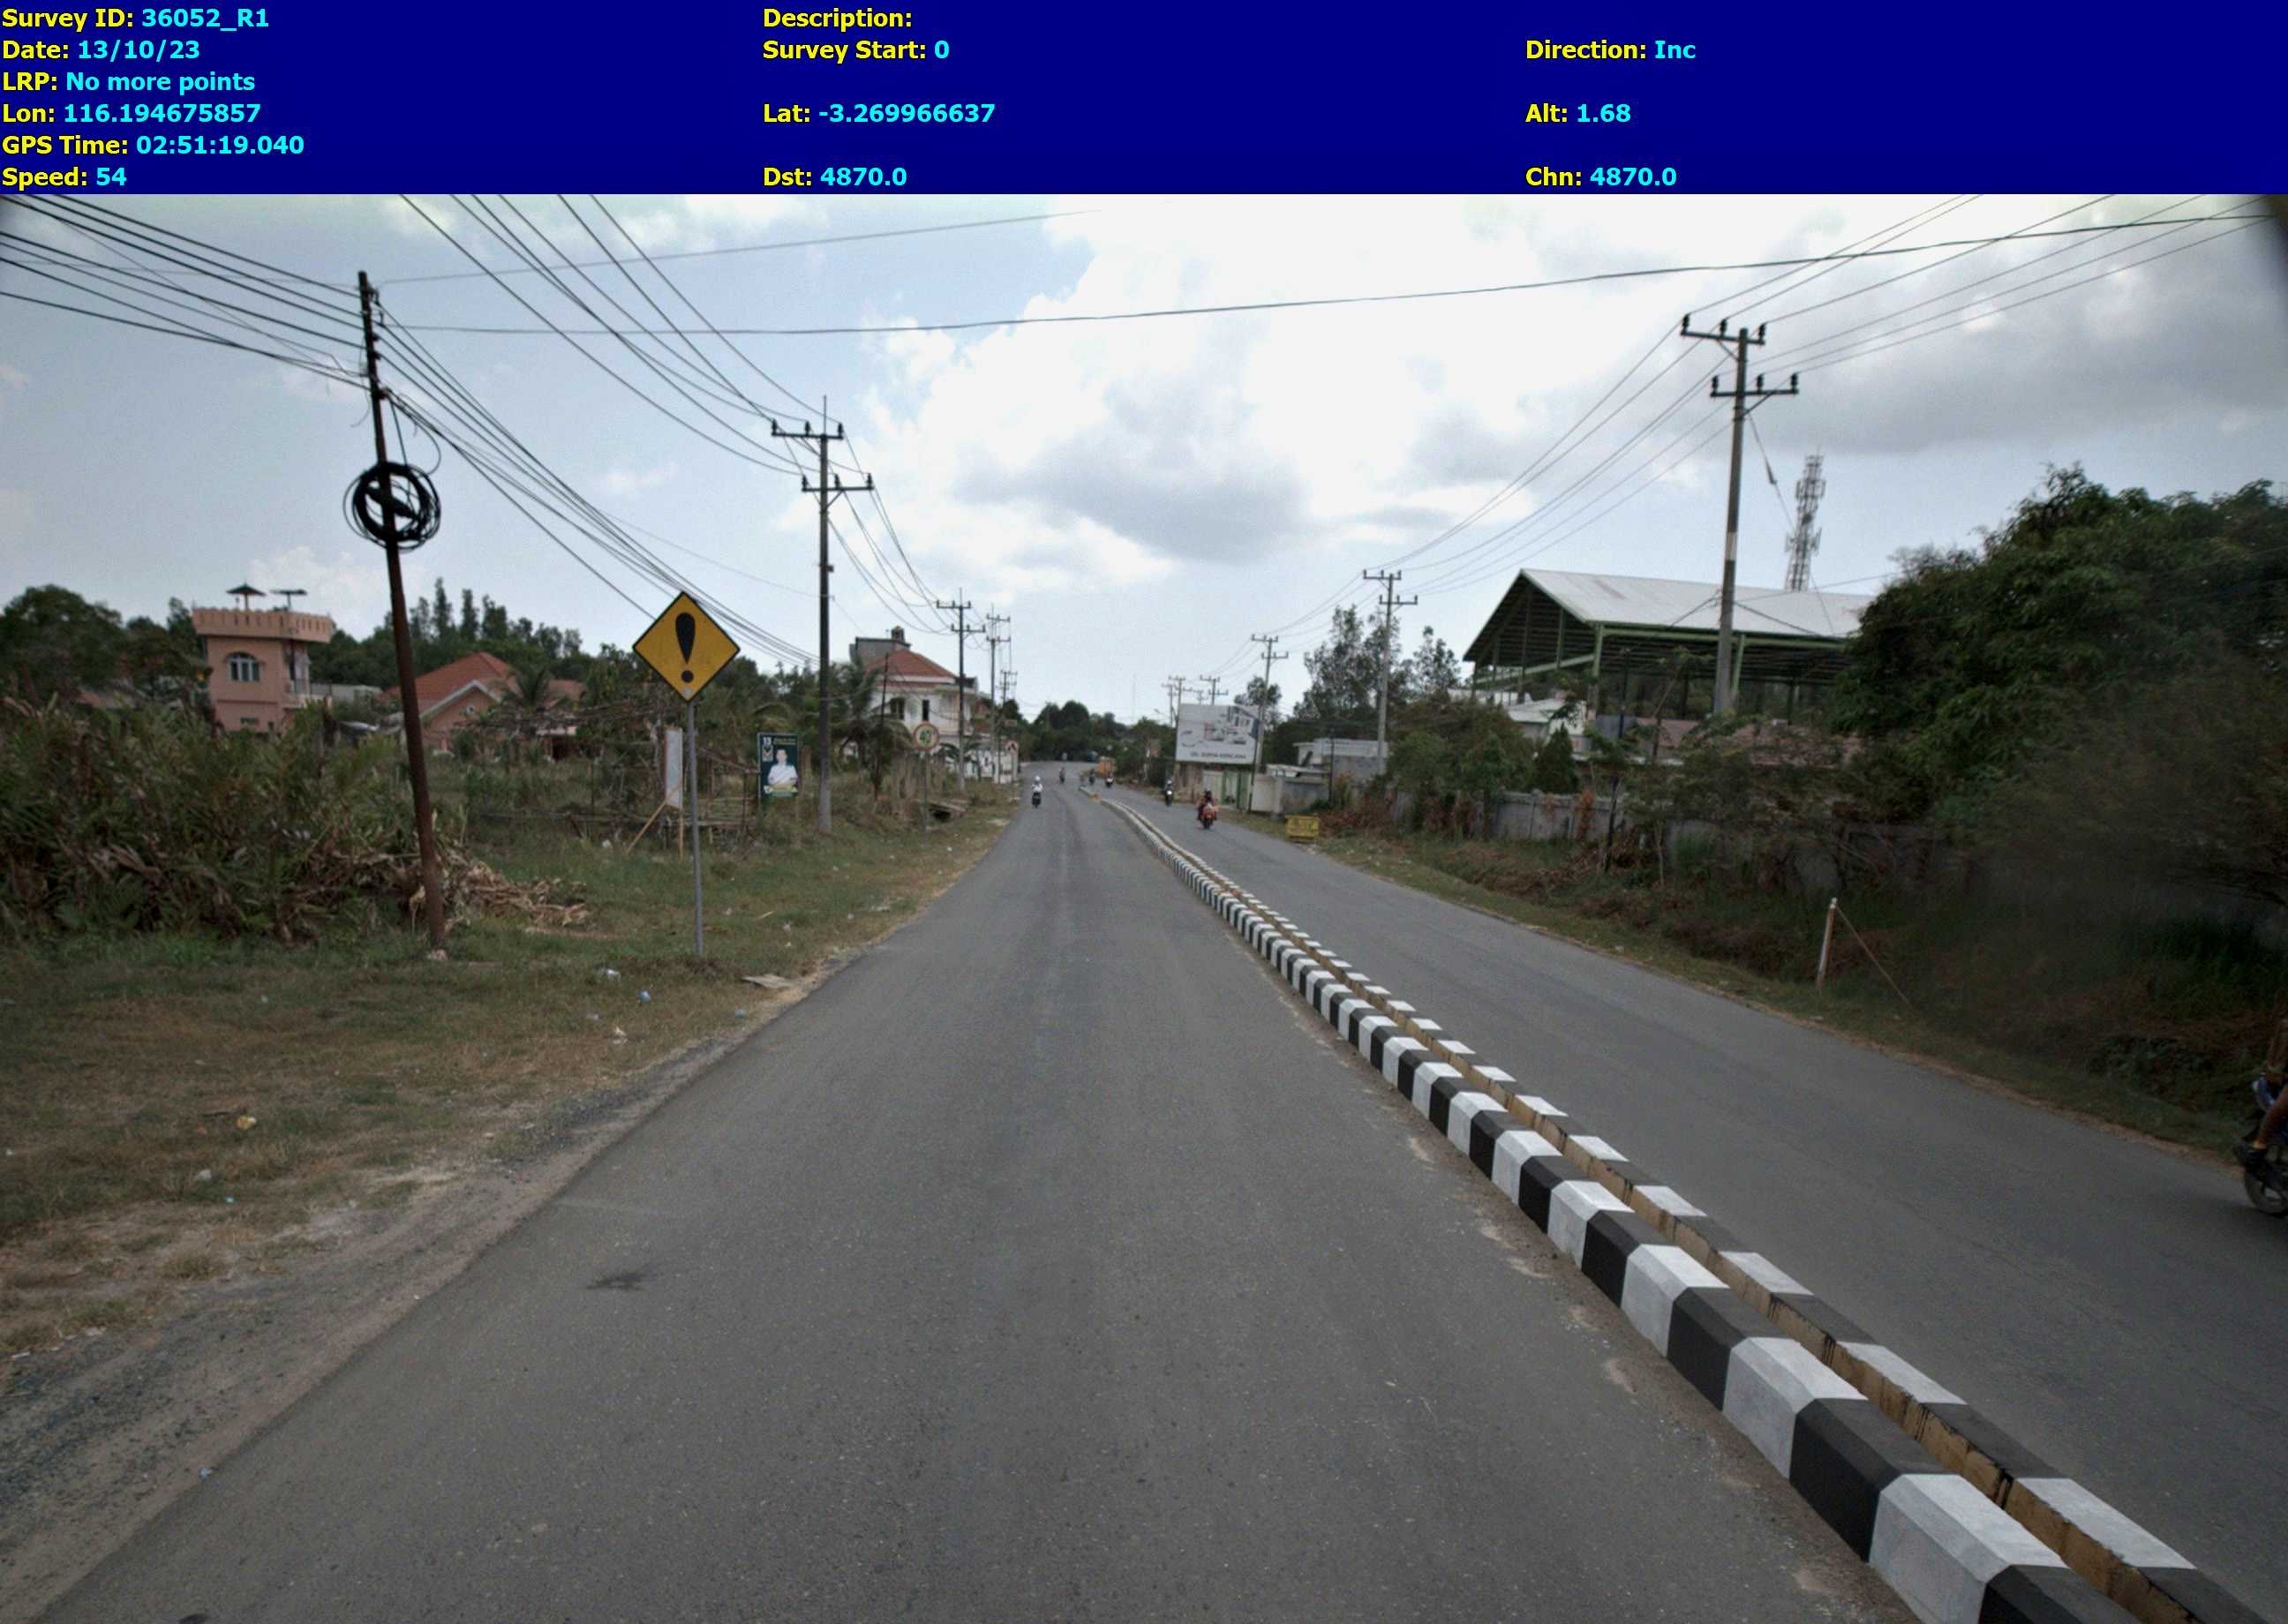 Survey ID: 36052_R1
Description:
Date: 13/10/23
Survey Start: 0
Direction: Inc
LRP: No more points
Lon: 116.194675857
Lat: -3.269966637
Alt: 1.68
GPS Time: 02:51:19.040
Speed: 54
Dst: 4870.0
Chn: 4870.0
13
40